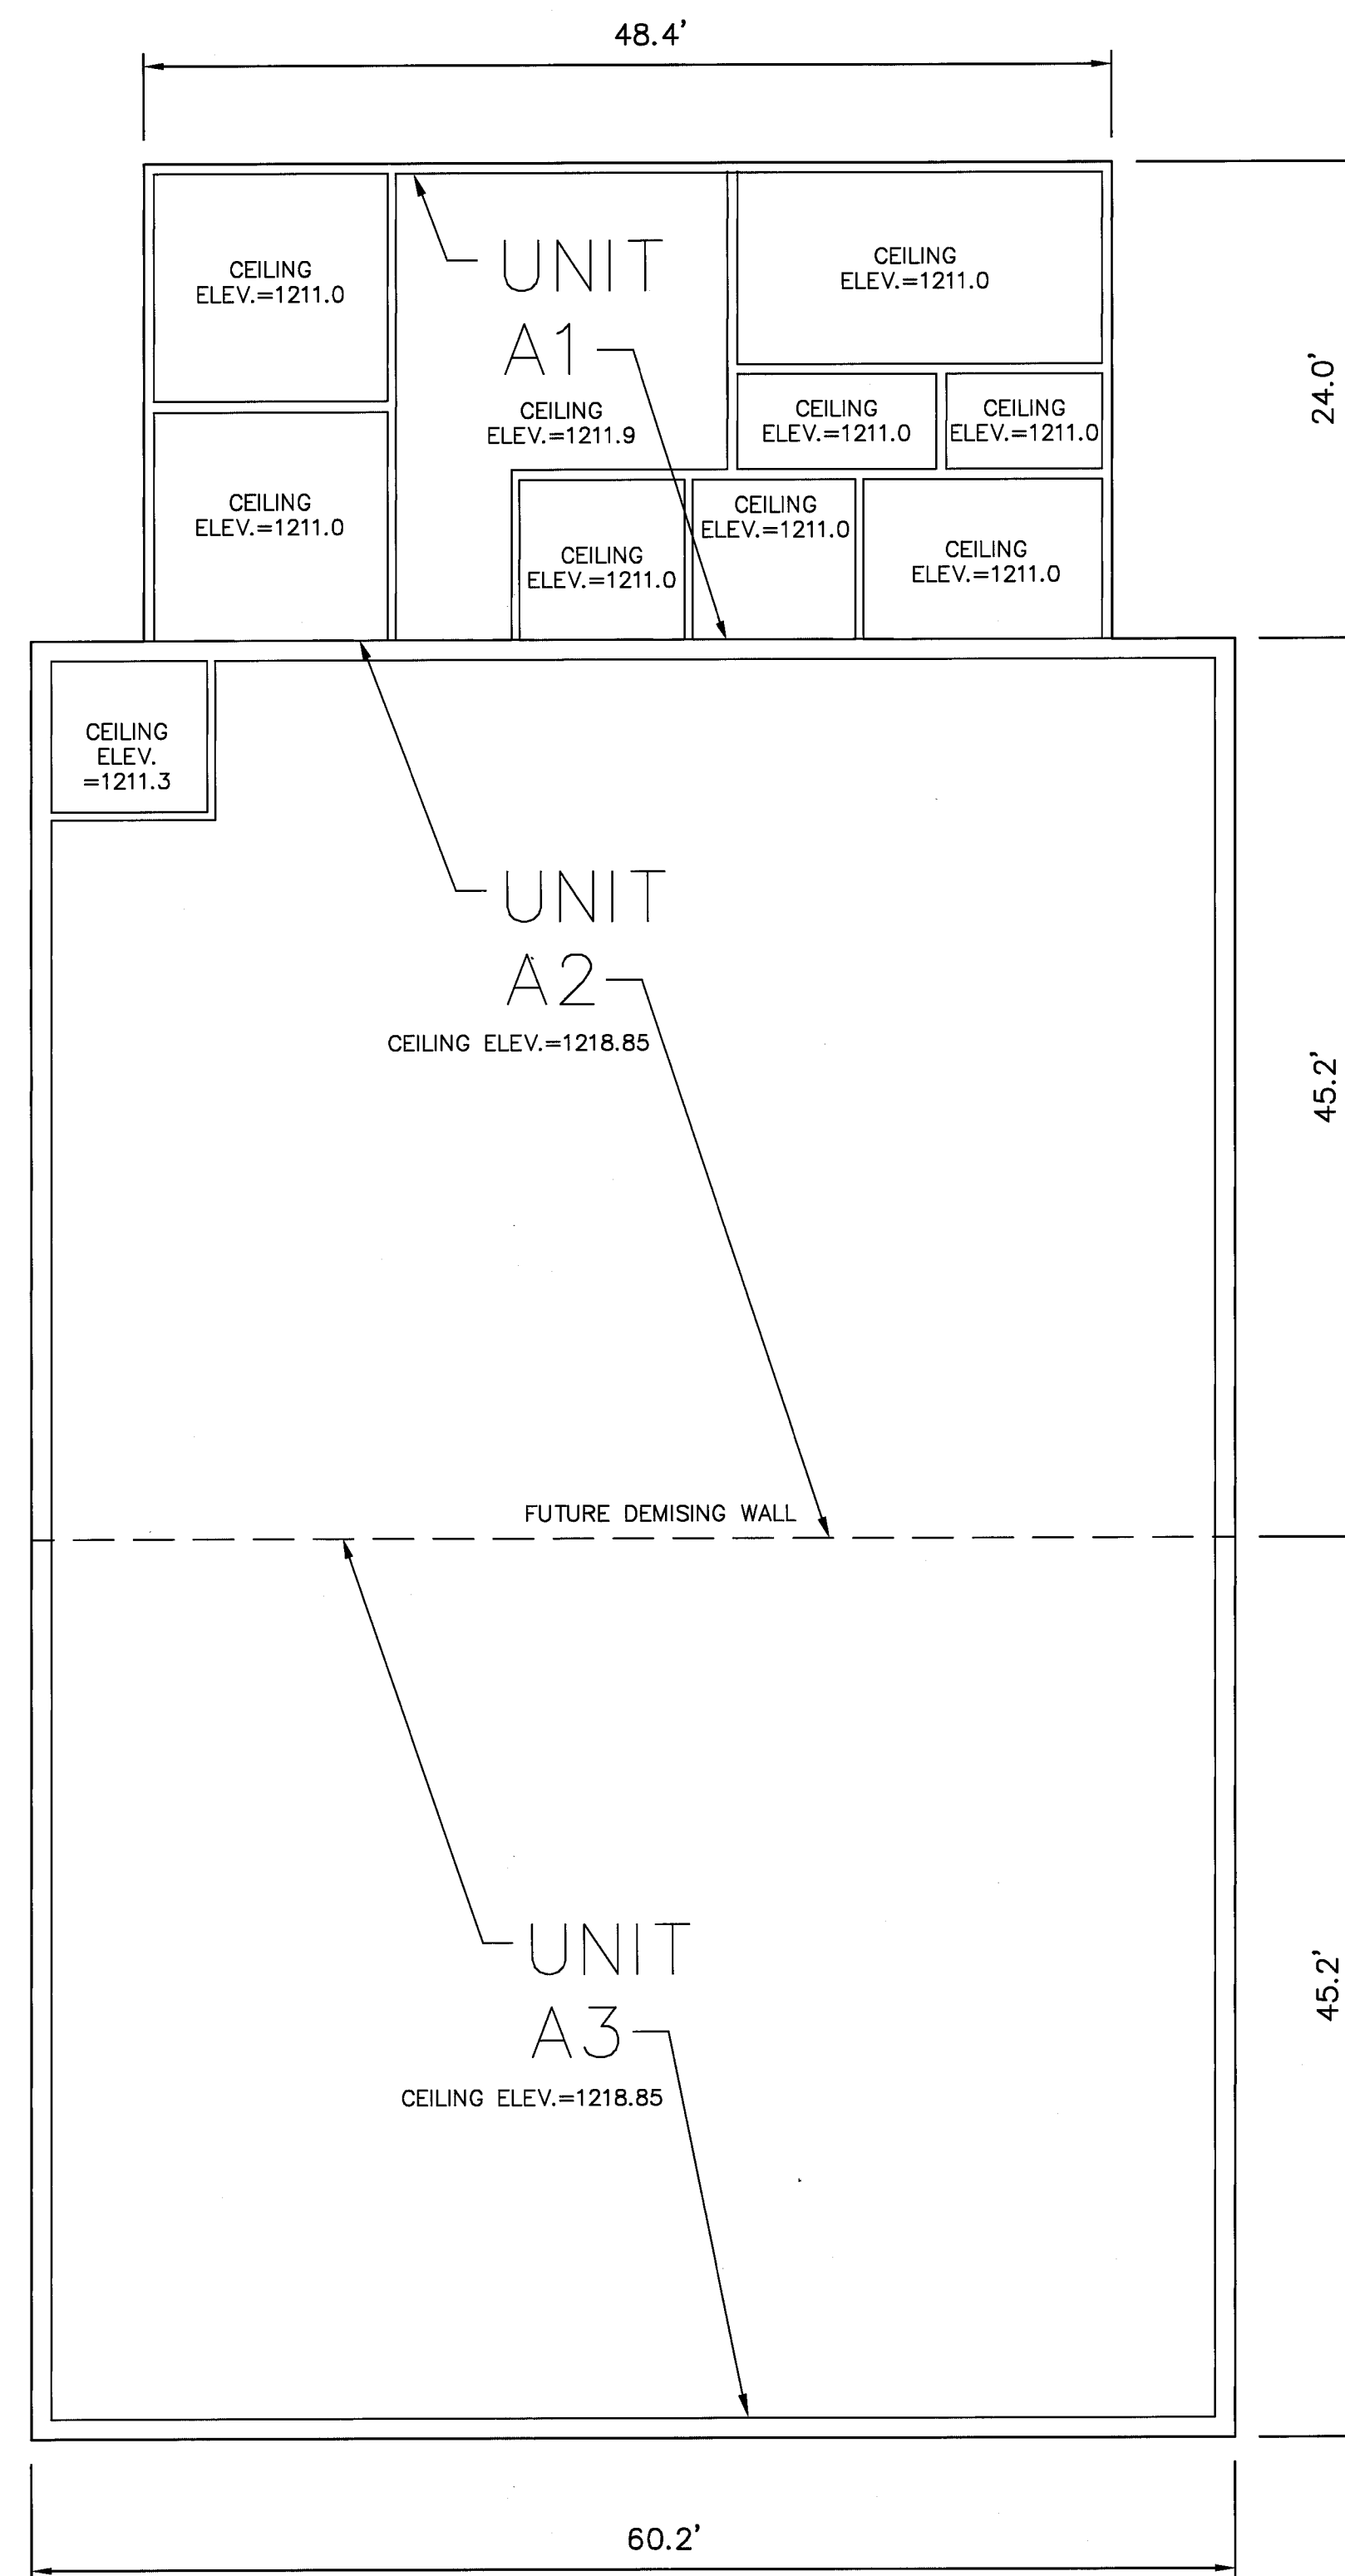 48.4'
CEILING
ELEV.=1211.0
UNIT
A1
CEILING
ELEV.=1211.9
CEILING
ELEV.=1211.0
24.0'
CEILING
ELEV.=1211.0
CEILING
ELEV.=1211.0
CEILING
ELEV.=1211.0
CEILING
ELEV.=1211.0
CEILING
ELEV.=1211.0
CEILING
ELEV.=1211.0
CEILING
ELEV.
=1211.3
UNIT
A2
CEILING ELEV.=1218.85
45.2'
FUTURE DEMISING WALL
UNIT
A3
CEILING ELEV.=1218.85
45.2'
60.2'